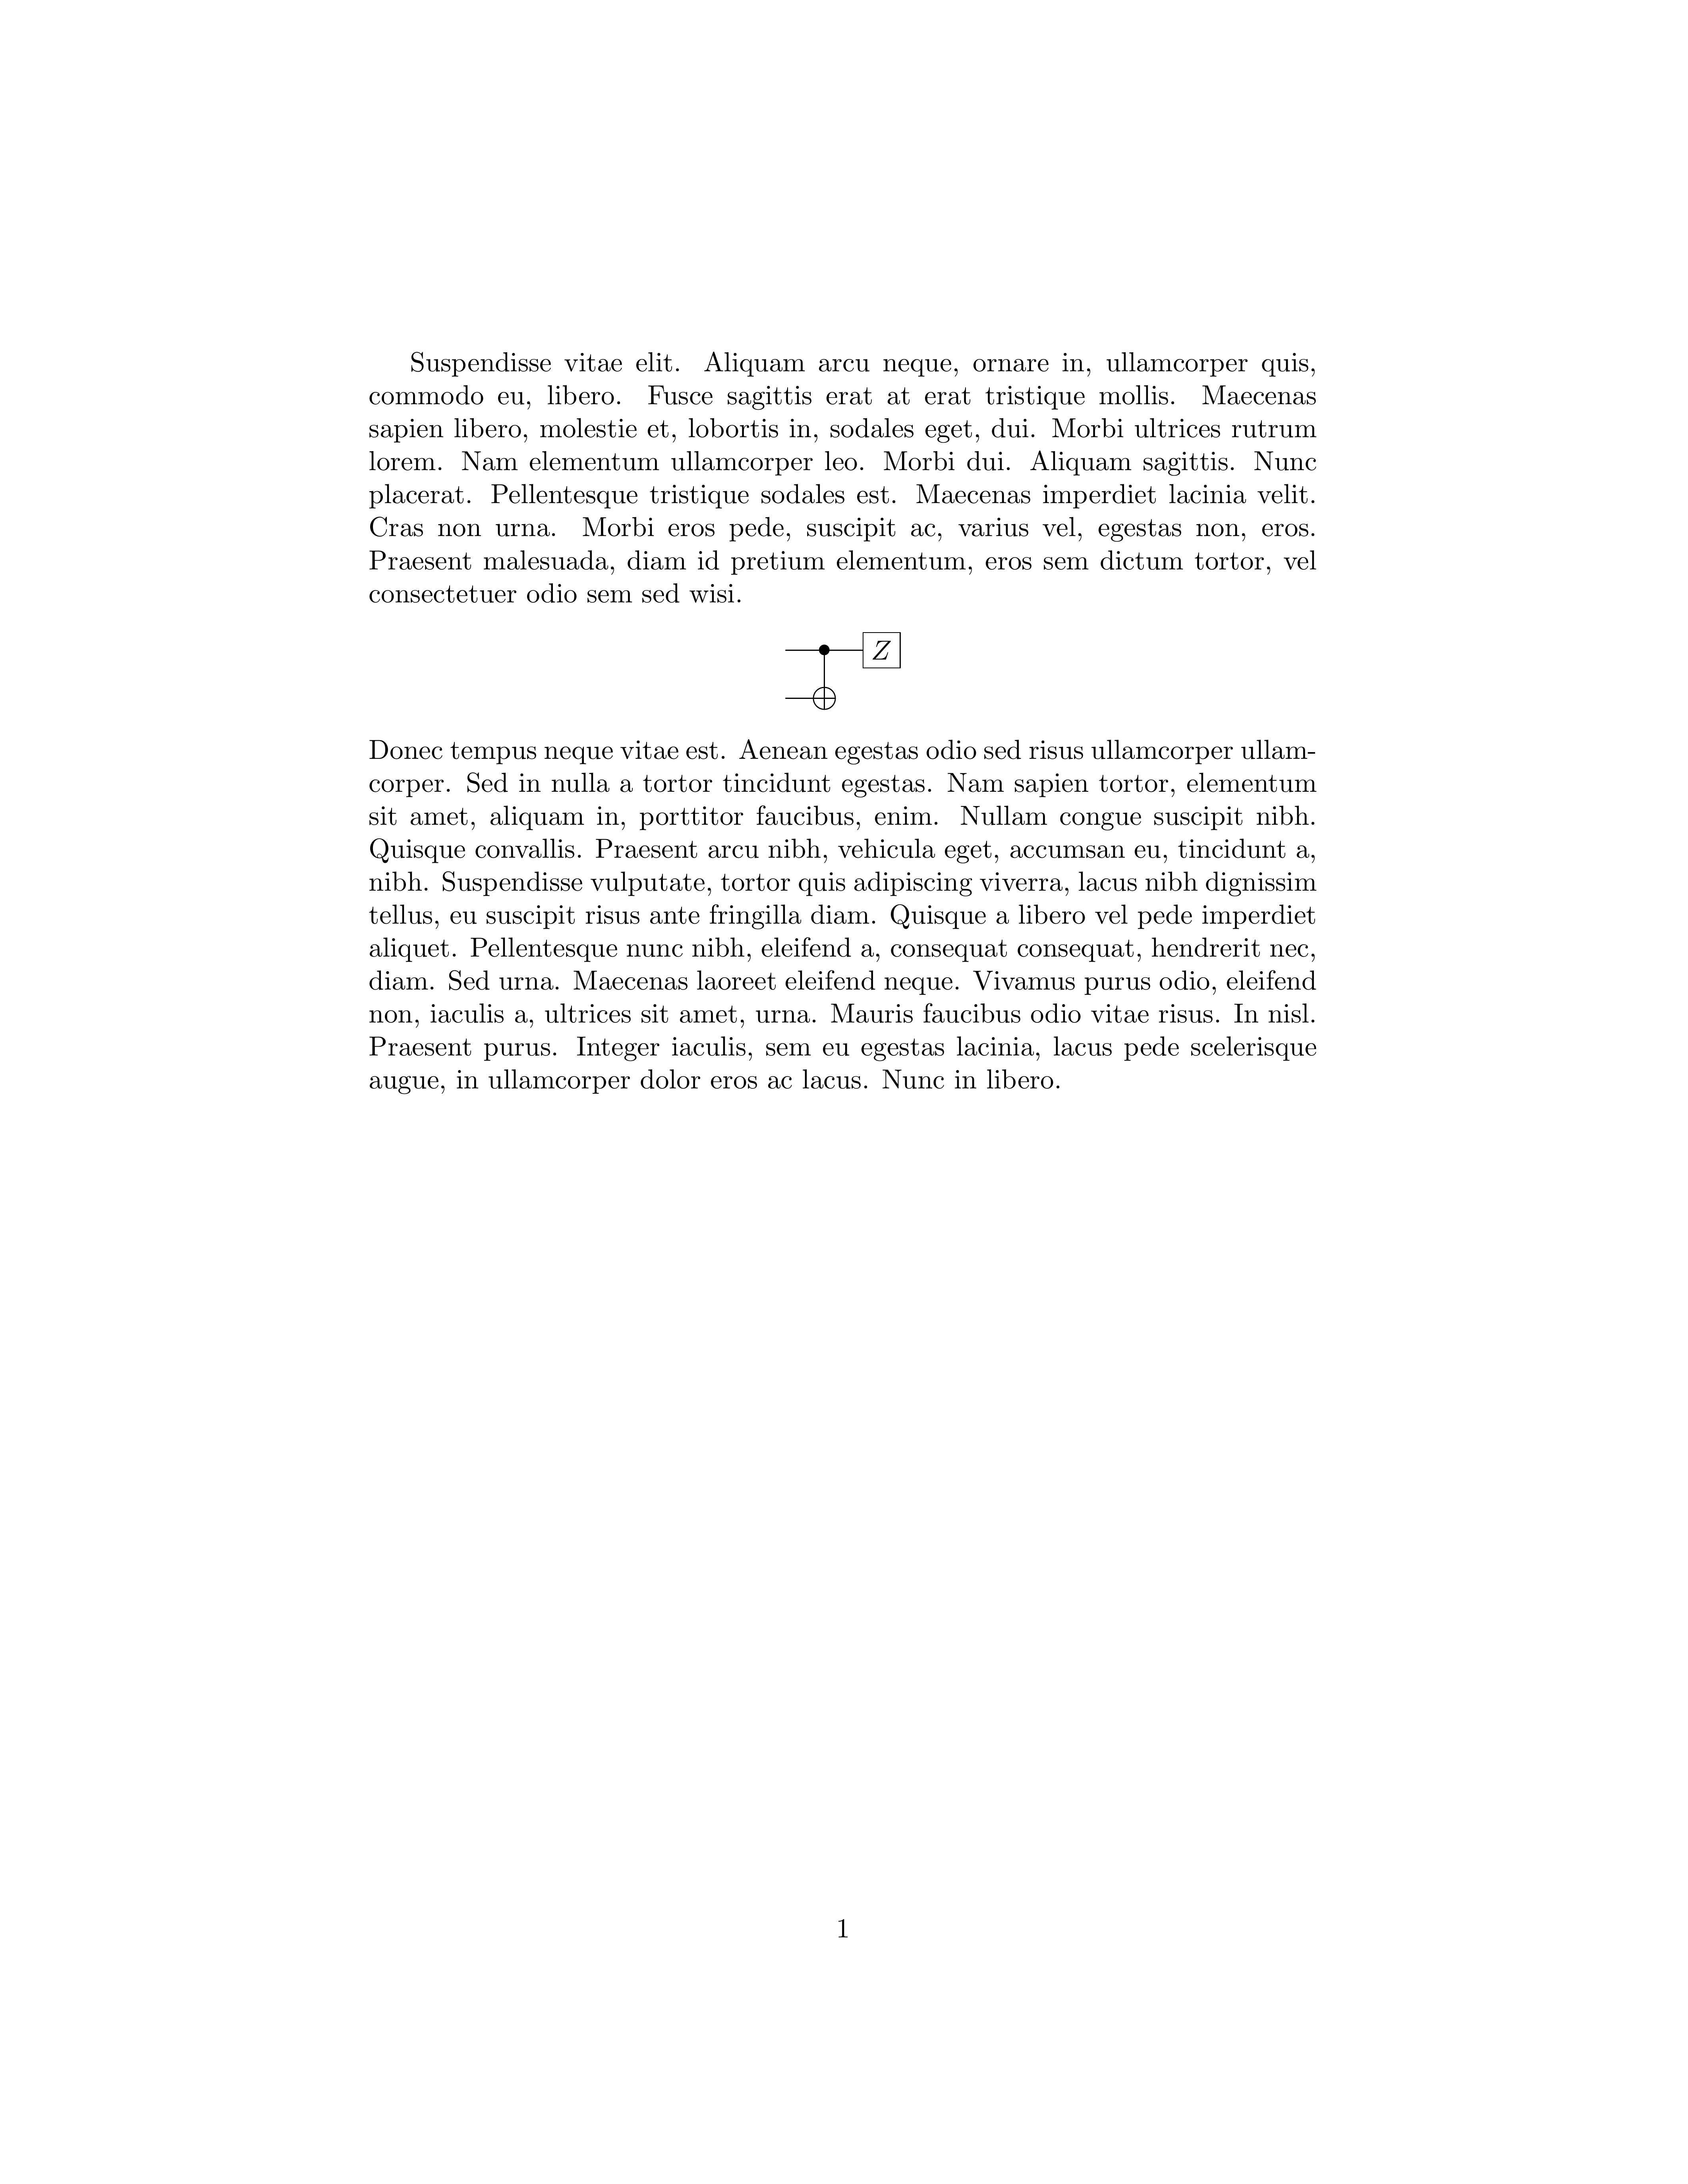 Suspendisse vitae elit. Aliquam arcu neque, ornare in, ullamcorper quis,
commodo eu, libero. Fusce sagittis erat at erat tristique mollis. Maecenas
sapien libero, molestie et, lobortis in, sodales eget, dui. Morbi ultrices rutrum
lorem. Nam elementum ullamcorper leo. Morbi dui. Aliquam sagittis. Nunc
placerat. Pellentesque tristique sodales est. Maecenas imperdiet lacinia velit.
Cras non urna. Morbi eros pede, suscipit ac, varius vel, egestas non, eros.
Praesent malesuada, diam id pretium elementum, eros sem dictum tortor, vel
consectetuer odio sem sed wisi.
Z
Donec tempus neque vitae est. Aenean egestas odio sed risus ullamcorper ullam-
corper. Sed in nulla a tortor tincidunt egestas. Nam sapien tortor, elementum
sit amet, aliquam in, porttitor faucibus, enim. Nullam congue suscipit nibh.
Quisque convallis. Praesent arcu nibh, vehicula eget, accumsan eu, tincidunt a,
nibh. Suspendisse vulputate, tortor quis adipiscing viverra, lacus nibh dignissim
tellus, eu suscipit risus ante fringilla diam. Quisque a libero vel pede imperdiet
aliquet. Pellentesque nunc nibh, eleifend a, consequat consequat, hendrerit nec,
diam. Sed urna. Maecenas laoreet eleifend neque. Vivamus purus odio, eleifend
non, iaculis a, ultrices sit amet, urna. Mauris faucibus odio vitae risus. In nisl.
Praesent purus. Integer iaculis, sem eu egestas lacinia, lacus pede scelerisque
augue, in ullamcorper dolor eros ac lacus. Nunc in libero.
1